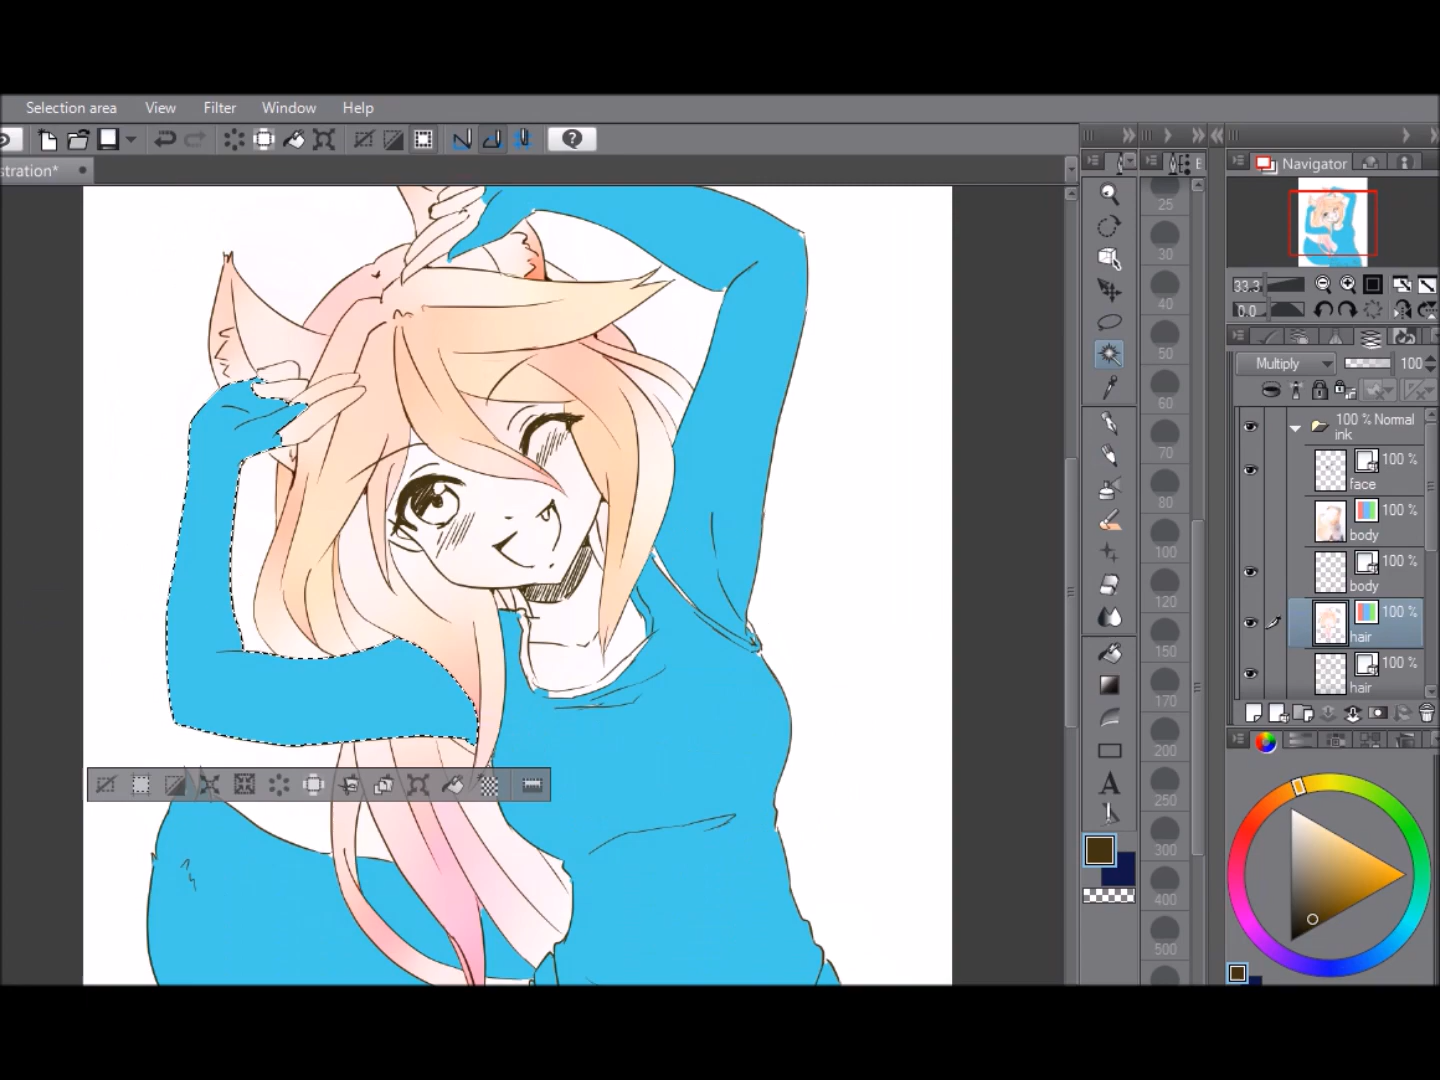 Selection area View Filter Window Help
stration*
Navigator
25
30
40
50
60
70
80
100
120
150
170
200
250
300
400
500
A
33.3
0.0
Multiply 100
100 % Normal
ink
100 %
face
100 %
body
100 %
body
100 %
hair
100 %
hair